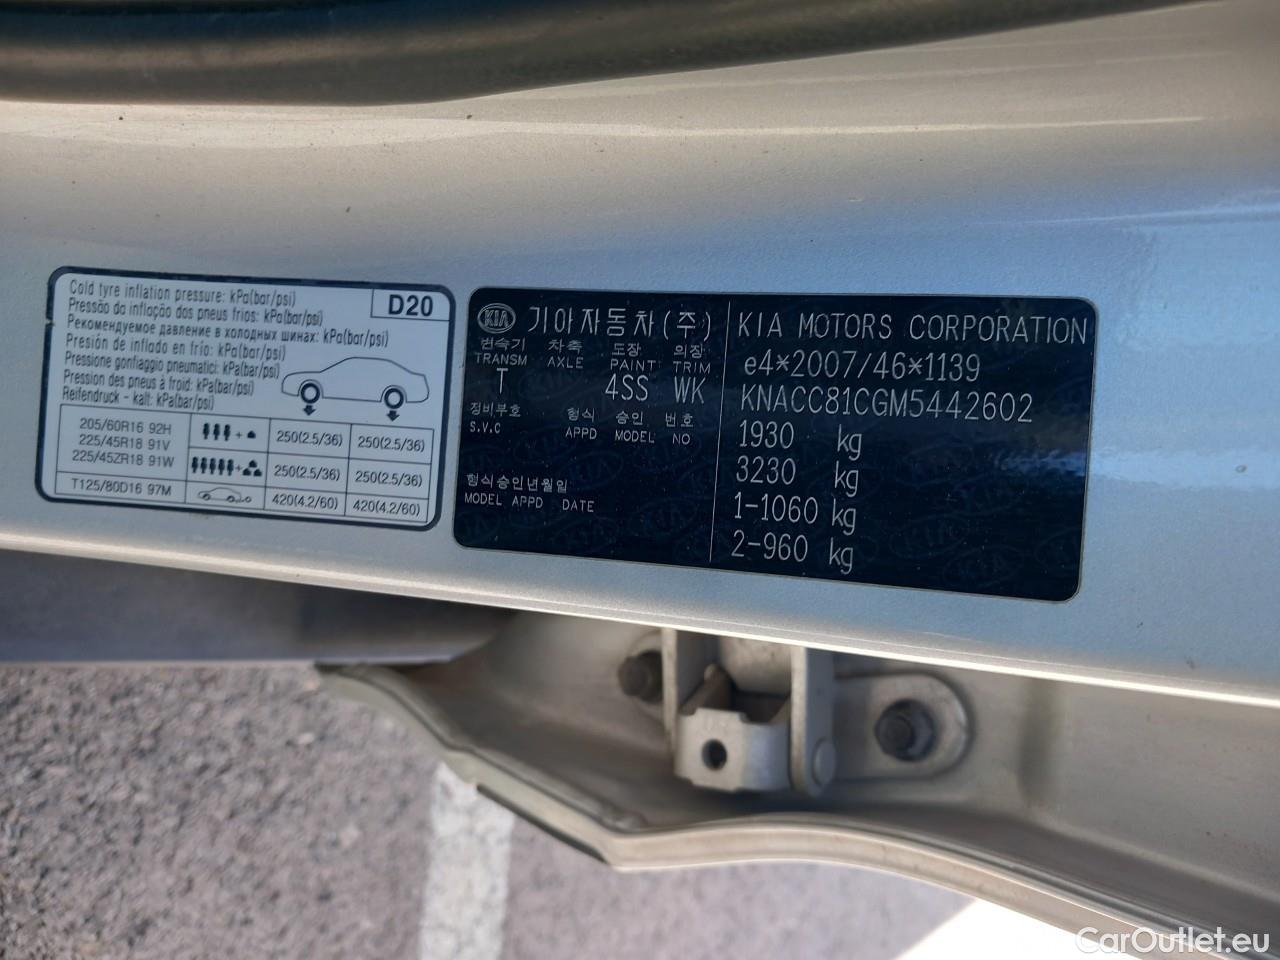 Cold tyre inflation pressure: kPa(bar/psi)
D20
Pressão da inflação dos pneus frios: kPa(bar/psi)
Рекомендуемое давление в холодных шинах: kPa(bar/psi)
Presión de inflado en frío: kPa(bar/psi)
Pressione gonfiaggio pneumatici: kPa(bar/psi)
Pression des pneus à froid: kPa(bar/psi)
Reifendruck - kalt: kPa(bar/psi)
205/60R16 92H
225/45R18 91V
225/45ZR18 91W
250(2.5/36) 250(2.5/36)
250(2.5/36) 250(2.5/36)
T125/80D16 97M 420(4.2/60) 420(4.2/60)
KIA 기아자동차(주)
변속기 차축 도장 의장
TRANSM AXLE PAINT TRIM
T 4SS WK
정비부호 형식 승인 번호
S.V.C APPD MODEL NO
형식승인년월일
MODEL APPD DATE
KIA MOTORS CORPORATION
e4*2007/46*1139
KNACC81CGM5442602
1930 kg
3230 kg
1-1060 kg
2-960 kg
CarOutlet.eu